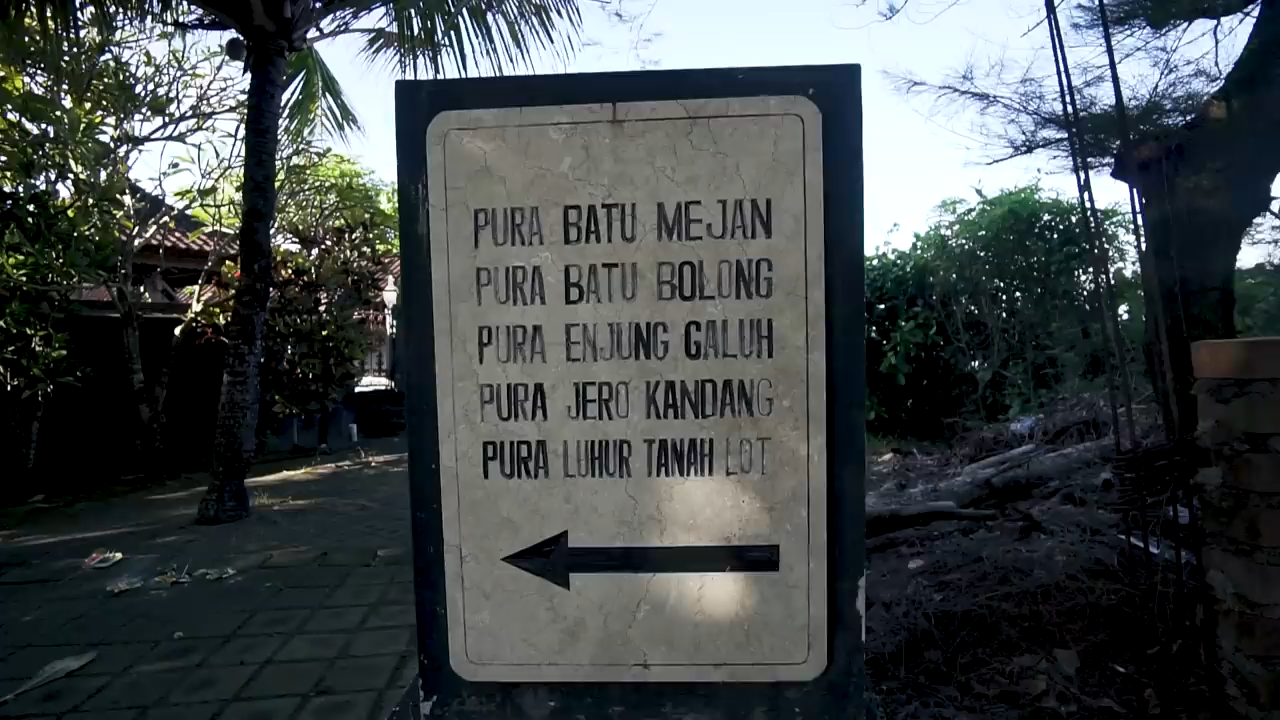 PURA BATU MEJAN
PURA BATU BOLONG
PURA ENJUNG GALUH
PURA JERO KANDANG
PURA LUHUR TANAH LOT